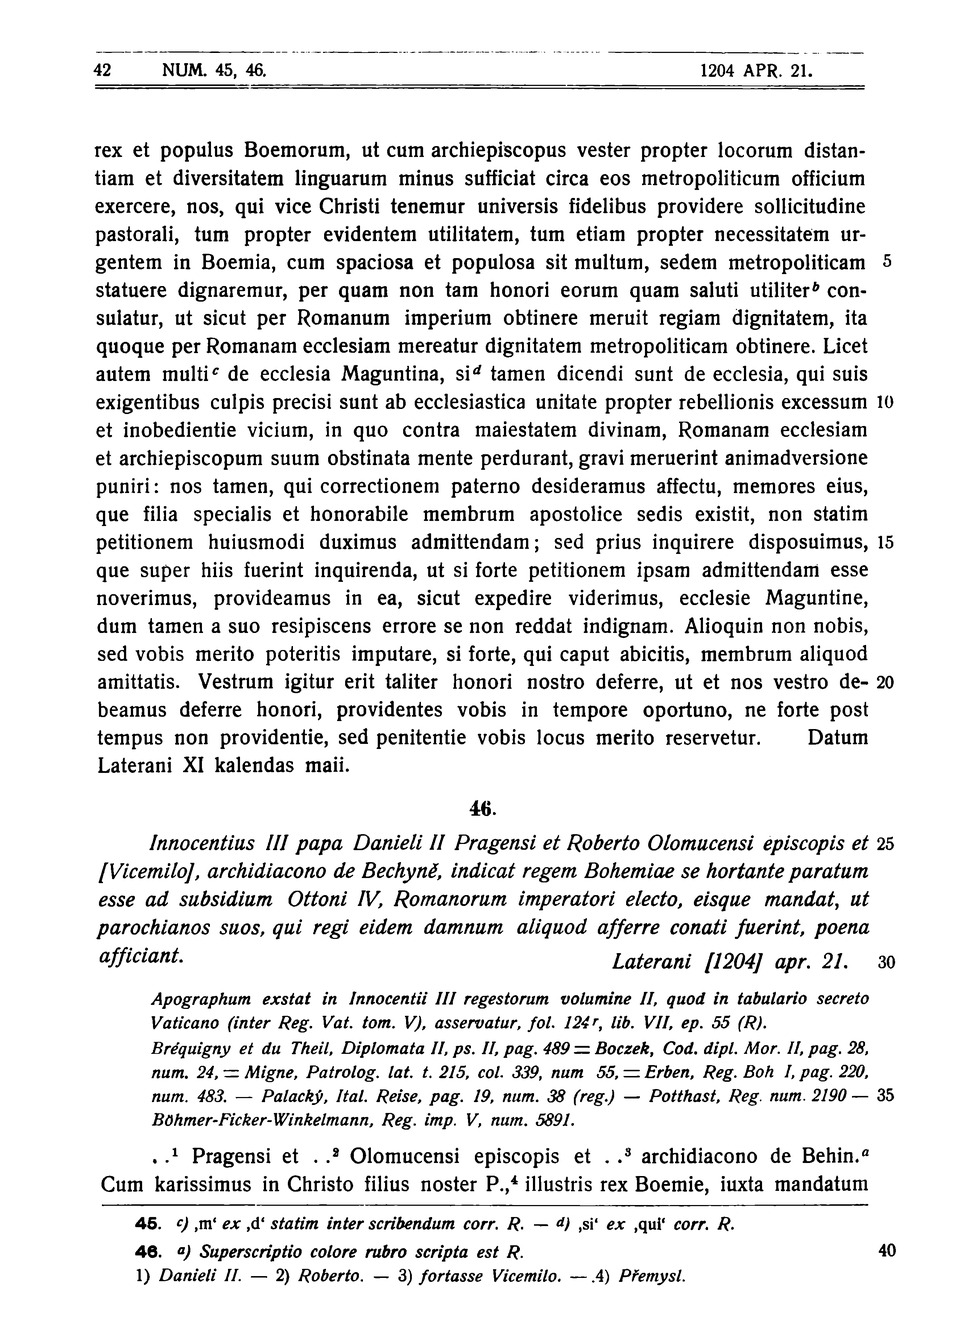 42 NUM. 45, 46. 1204 APR. 21.
rex et populus Boemorum, ut cum archiepiscopus vester propter locorum distan-
tiam et diversitatem linguarum minus sufficiat circa eos metropoliticum officium
exercere, nos, qui vice Christi tenemur universis fidelibus providere sollicitudine
pastorali, tum propter evidentem utilitatem, tum etiam propter necessitatem ur-
gentem in Boemia, cum spaciosa et populosa sit multum, sedem metropoliticam 5
statuere dignaremur, per quam non tam honori eorum quam saluti utiliter b con-
sulatur, ut sicut per Romanum imperium obtinere meruit regiam dignitatem, ita
quoque per Romanam ecclesiam mereatur dignitatem metropoliticam obtinere. Licet
autem multi c de ecclesia Maguntina, si d tamen dicendi sunt de ecclesia, qui suis
exigentibus culpis precisi sunt ab ecclesiastica unitate propter rebellionis excessum 10
et inobedientie vicium, in quo contra maiestatem divinam, Romanam ecclesiam
et archiepiscopum suum obstinata mente perdurant, gravi meruerint animadversione
puniri: nos tamen, qui correctionem paterno desideramus affectu, memores eius,
que filia specialis et honorabile membrum apostolice sedis existit, non statim
petitionem huiusmodi duximus admittendam; sed prius inquirere disposuimus, 15
que super hiis fuerint inquirenda, ut si forte petitionem ipsam admittendam esse
noverimus, provideamus in ea, sicut expedire viderimus, ecclesie Maguntine,
dum tamen a suo resipiscens errore se non reddat indignam. Alioquin non nobis,
sed vobis merito poteritis imputare, si forte, qui caput abicitis, membrum aliquod
amittatis. Vestrum igitur erit taliter honori nostro deferre, ut et nos vestro de- 20
beamus deferre honori, providentes vobis in tempore oportuno, ne forte post
tempus non providentie, sed penitentie vobis locus merito reservetur. Datum
Laterani XI kalendas maii.
46.
Innocentius III papa Danieli II Pragensi et Roberto Olomucensi episcopis et 25
[Vicemilo], archidiacono de Bechyně, indicat regem Bohemiae se hortante paratum
esse ad subsidium Ottoni IV, Romanorum imperatori electo, eisque mandat, ut
parochianos suos, qui regi eidem damnum aliquod afferre conati fuerint, poena
afficiant. Laterani [1204] apr. 21. 30
Apographum exstat in Innocentii III regestorum volumine II, quod in tabulario secreto
Vaticano (inter Reg. Vat. tom. V), asservatur, fol. 124 r, lib. VII, ep. 55 (R).
Bréquigny et du Theil, Diplomata II, ps. II, pag. 489 = Boczek, Cod. dipl. Mor. II, pag. 28,
num. 24, = Migne, Patrolog. lat. t. 215, col. 339, num 55, = Erben, Reg. Boh I, pag. 220,
num. 483. — Palacký, Ital. Reise, pag. 19, num. 38 (reg.) — Potthast, Reg. num. 2190 — 35
Böhmer-Ficker-Winkelmann, Reg. imp. V, num. 5891.
. .¹ Pragensi et . .² Olomucensi episcopis et . .³ archidiacono de Behin.a
Cum karissimus in Christo filius noster P.,⁴ illustris rex Boemie, iuxta mandatum
45. c) ‚m‘ ex ‚d‘ statim inter scribendum corr. R. — d) ‚si‘ ex ‚qui‘ corr. R.
46. a) Superscriptio colore rubro scripta est R. 40
1) Danieli II. — 2) Roberto. — 3) fortasse Vicemilo. — .4) Přemysl.